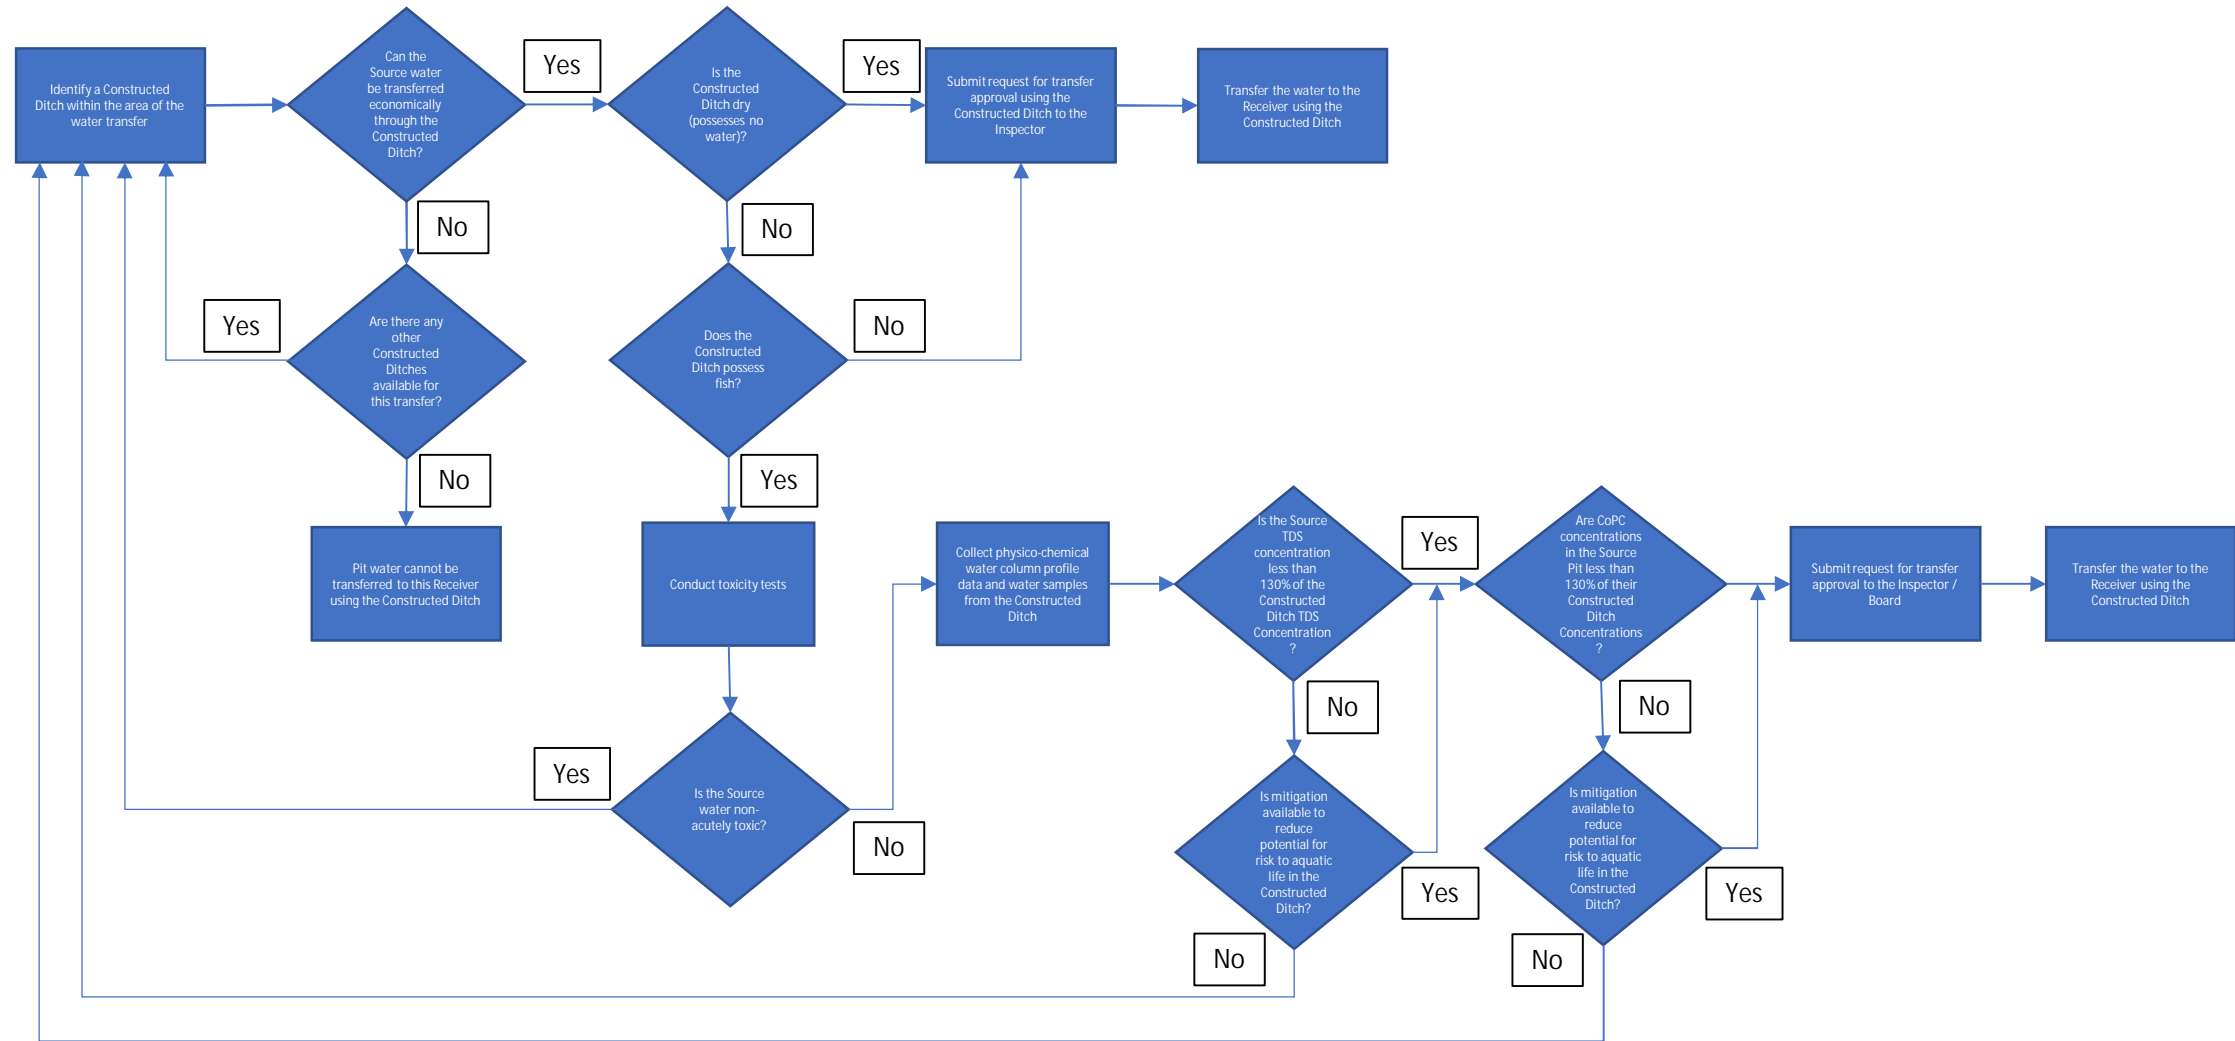 Identify a Constructed
Ditch within the area of the
water transfer
Can the
Source water
be transferred
economically
through the
Constructed
Ditch?
Yes
Is the
Constructed
Ditch dry
(possesses no
water)?
Yes
Submit request for transfer
approval using the
Constructed Ditch to the
Inspector
Transfer the water to the
Receiver using the
Constructed Ditch
No
No
Yes
Are there any
other
Constructed
Ditches
available for
this transfer?
Does the
Constructed
Ditch possess
fish?
No
No
Yes
Pit water cannot be
transferred to this Receiver
using the Constructed Ditch
Conduct toxicity tests
Collect physico-chemical
water column profile
data and water samples
from the Constructed
Ditch
Is the Source
TDS
concentration
less than
130% of the
Constructed
Ditch TDS
Concentration
?
Yes
Are CoPC
concentrations
in the Source
Pit less than
130% of their
Constructed
Ditch
Concentrations
?
Submit request for transfer
approval to the Inspector /
Board
Transfer the water to the
Receiver using the
Constructed Ditch
No
No
Yes
Is the Source
water non-
acutely toxic?
No
Is mitigation
available to
reduce
potential for
risk to aquatic
life in the
Constructed
Ditch?
Yes
Is mitigation
available to
reduce
potential for
risk to aquatic
life in the
Constructed
Ditch?
Yes
No
No